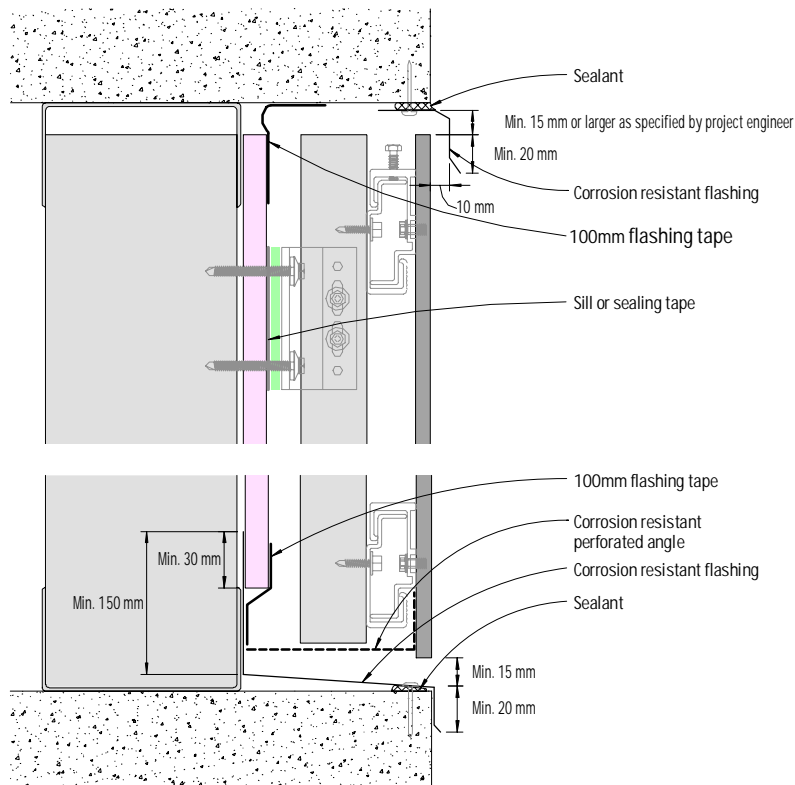 Sealant
Min. 15 mm or larger as specified by project engineer
Min. 20 mm
Corrosion resistant flashing
10 mm
100mm flashing tape
Sill or sealing tape
100mm flashing tape
Corrosion resistant
perforated angle
Min. 30 mm
Corrosion resistant flashing
Min. 150 mm
Sealant
Min. 15 mm
Min. 20 mm